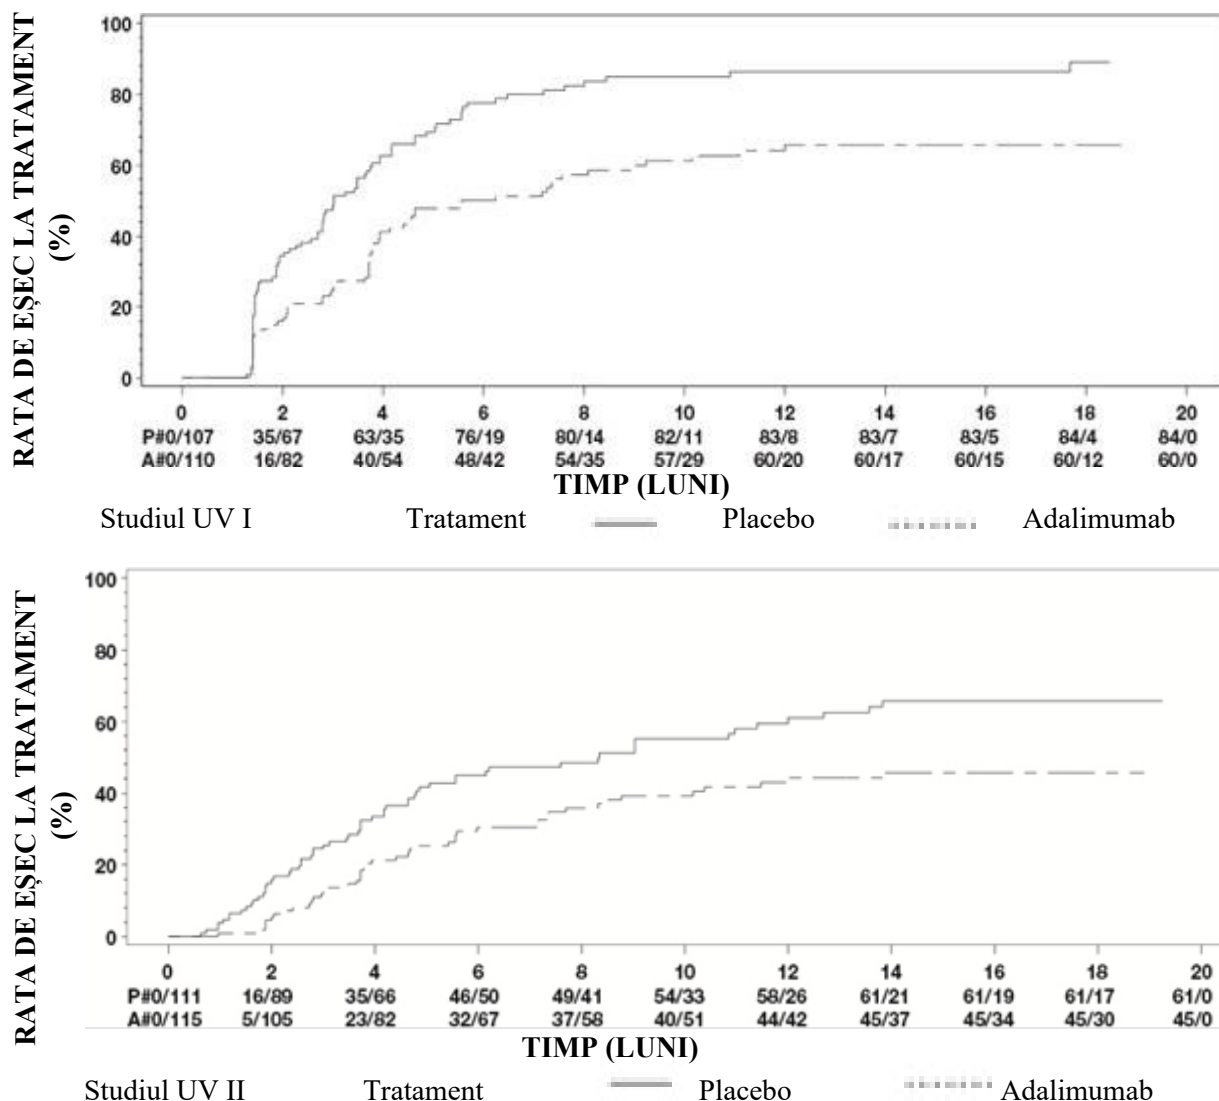 RATA DE EȘEC LA TRATAMENT
(%)
100
80
60
40
20
0
0 2 4 6 8 10 12 14 16 18 20
P#0/107 35/67 63/35 76/19 80/14 82/11 83/8 83/7 83/5 84/4 84/0
A#0/110 16/82 40/54 48/42 54/35 57/29 60/20 60/17 60/15 60/12 60/0
TIMP (LUNI)
Studiul UV I Tratament Placebo Adalimumab
RATA DE EȘEC LA TRATAMENT
(%)
100
80
60
40
20
0
0 2 4 6 8 10 12 14 16 18 20
P#0/111 16/89 35/66 46/50 49/41 54/33 58/26 61/21 61/19 61/17 61/0
A#0/115 5/105 23/82 32/67 37/58 40/51 44/42 45/37 45/34 45/30 45/0
TIMP (LUNI)
Studiul UV II Tratament Placebo Adalimumab